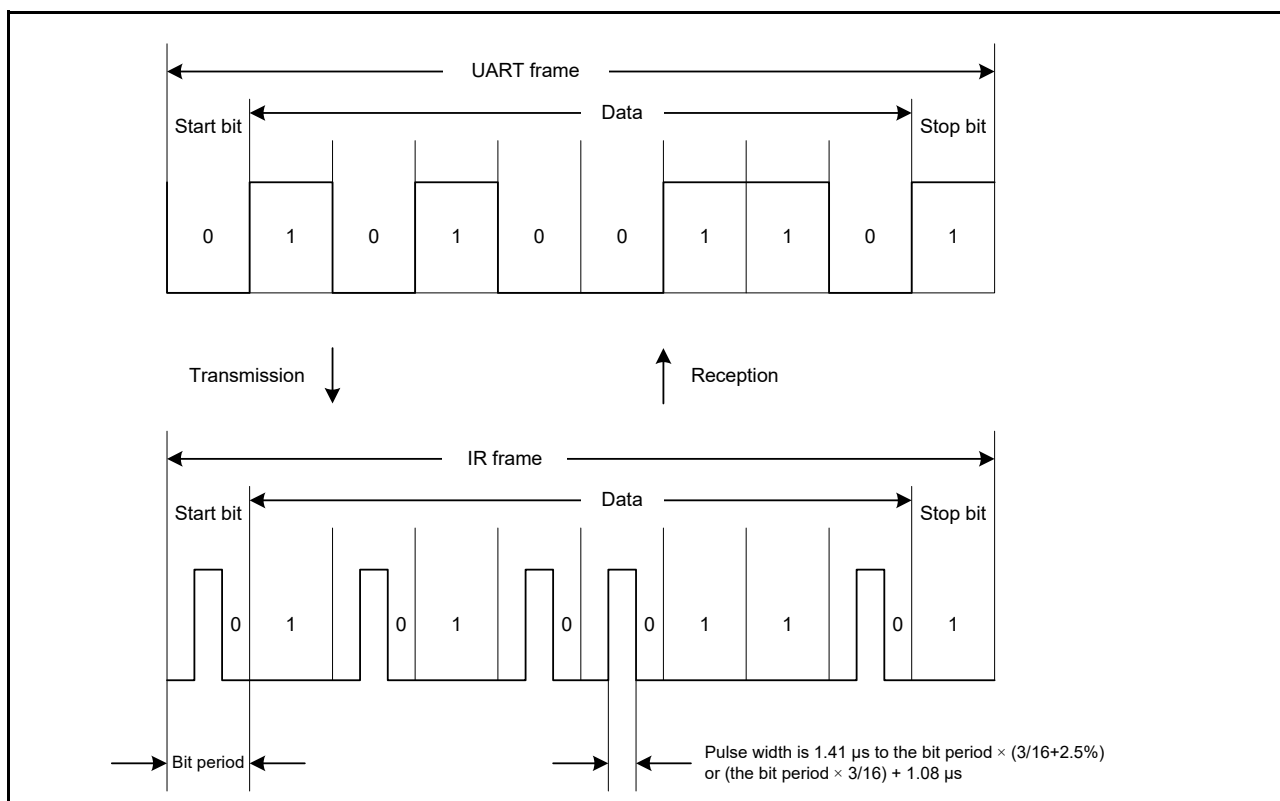 UART frame
Start bit
Data
Stop bit
0 1 0 1 0 0 1 1 0 1
Transmission
Reception
IR frame
Start bit
Data
Stop bit
0 1 0 1 0 0 1 1 0 1
Bit period
Pulse width is 1.41 µs to the bit period × (3/16+2.5%)
or (the bit period × 3/16) + 1.08 µs